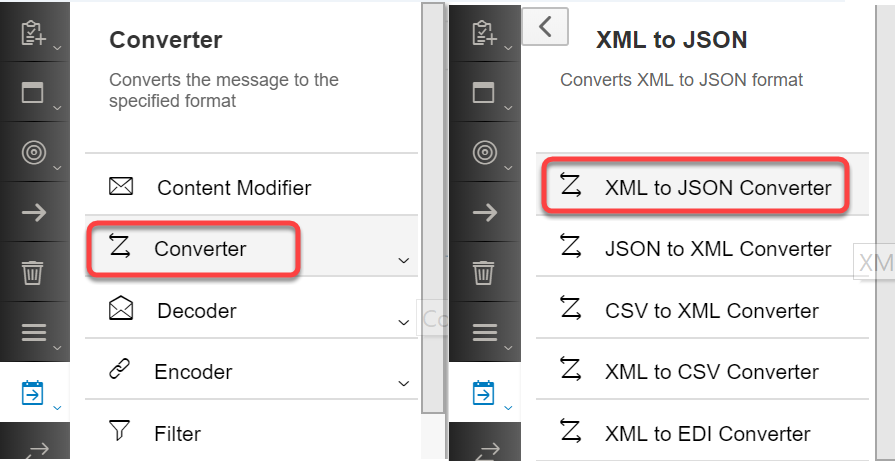 Converter
Converts the message to the
specified format
Content Modifier
Converter
Decoder
Co
Encoder
Filter
XML to JSON
Converts XML to JSON format
XML to JSON Converter
JSON to XML Converter
XM
CSV to XML Converter
XML to CSV Converter
XML to EDI Converter